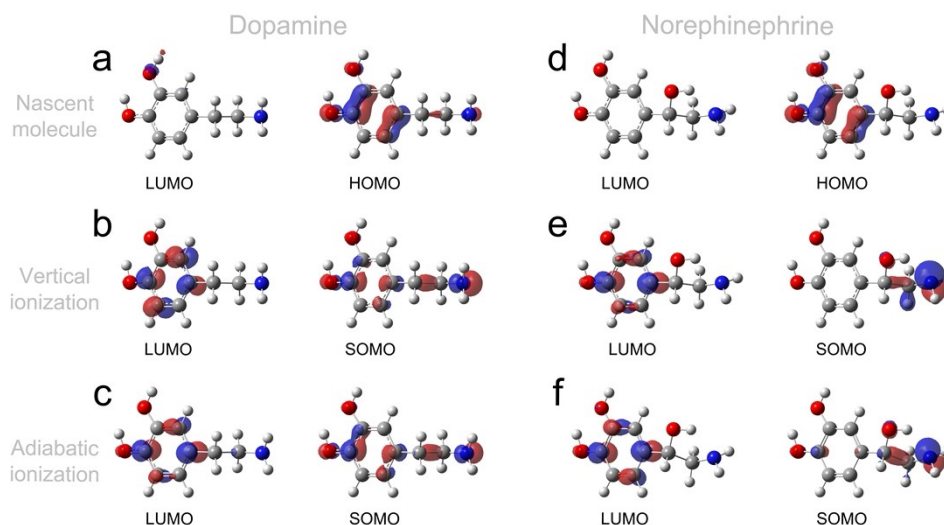 Dopamine
Norephinephrine
a
d
Nascent
molecule
LUMO
HOMO
LUMO
HOMO
b
e
Vertical
ionization
LUMO
SOMO
LUMO
SOMO
c
f
Adiabatic
ionization
LUMO
SOMO
LUMO
SOMO